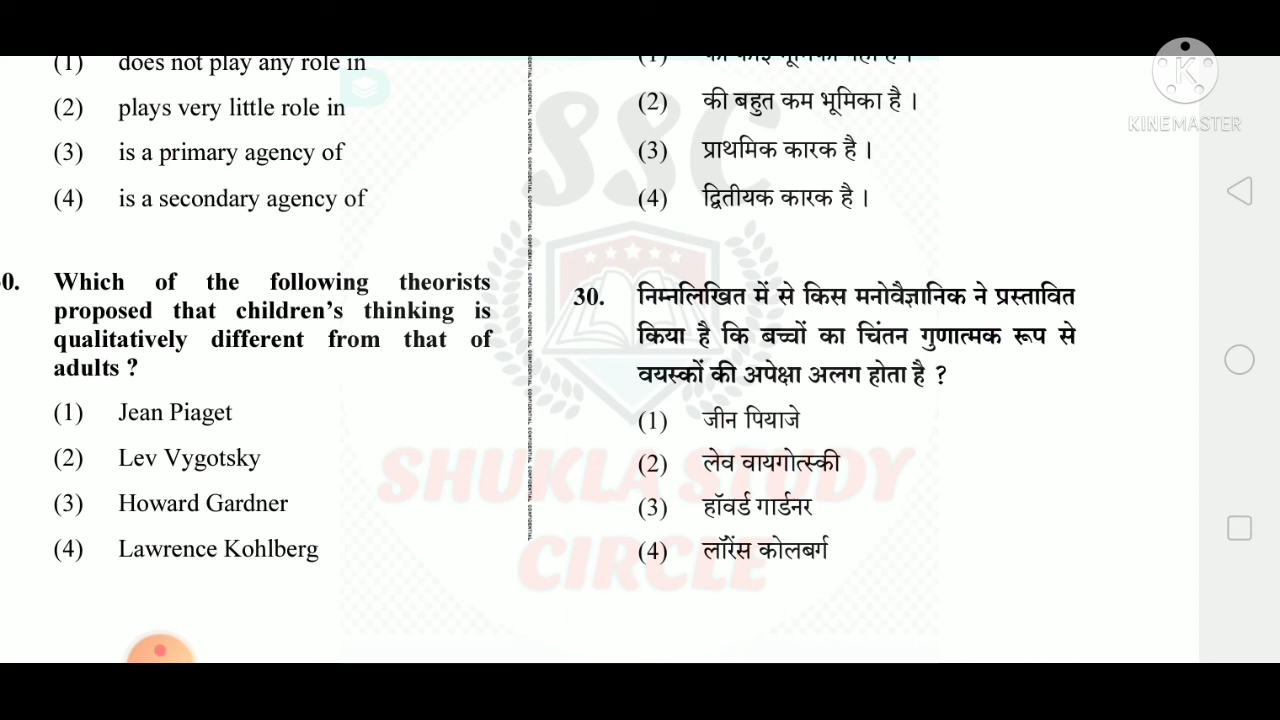 (1) does not play any role in
(2) plays very little role in
(3) is a primary agency of
(4) is a secondary agency of
0. Which of the following theorists
proposed that children's thinking is
qualitatively different from that of
adults ?
(1) Jean Piaget
(2) Lev Vygotsky
(3) Howard Gardner
(4) Lawrence Kohlberg
(2) की बहुत कम भूमिका है ।
(3) प्राथमिक कारक है ।
(4) द्वितीयक कारक है ।
30. निम्नलिखित में से किस मनोवैज्ञानिक ने प्रस्तावित
किया है कि बच्चों का चिंतन गुणात्मक रूप से
वयस्कों की अपेक्षा अलग होता है ?
(1) जीन पियाजे
(2) लेव वायगोत्स्की
(3) हॉवर्ड गार्डनर
(4) लॉरेंस कोलबर्ग
SSC
SHUKLA STUDY
CIRCLE
K
KINEMASTER